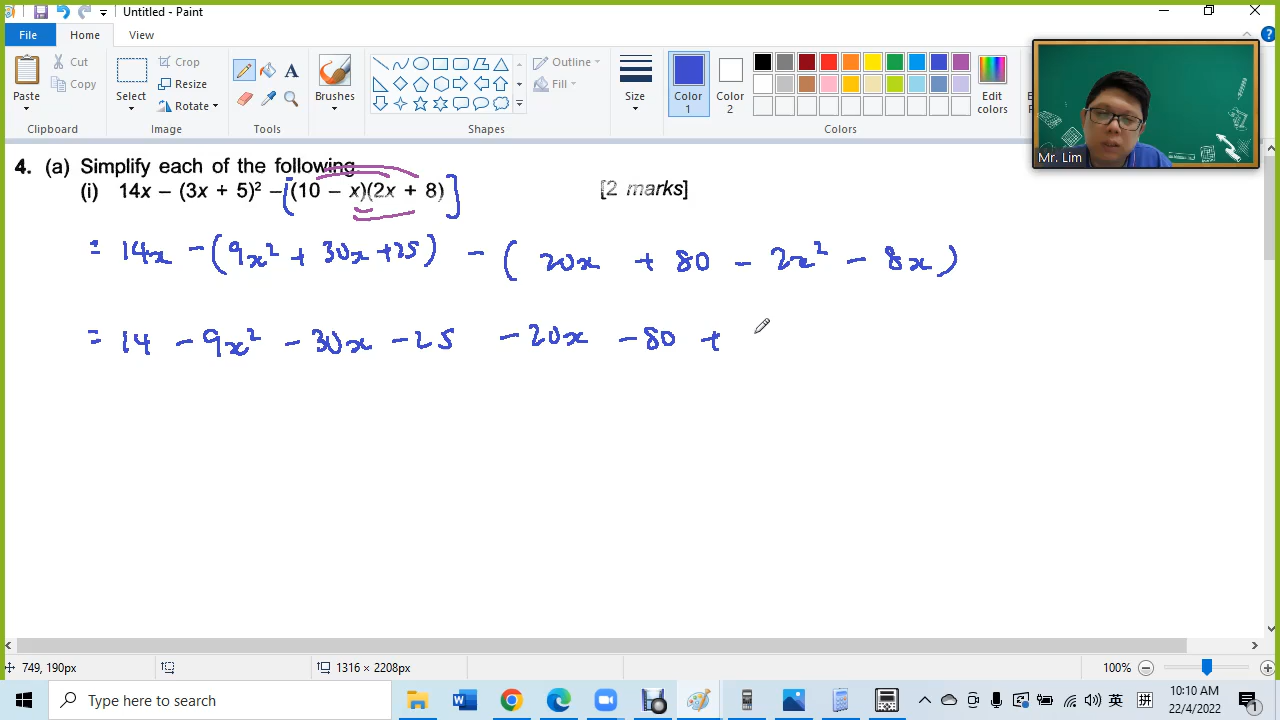 Untitled - Paint
File Home View
Paste Cut Copy Clipboard
Select Crop Resize Rotate Image
Tools
Brushes
Outline Fill Shapes
Size
Color 1 Color 2 Edit colors Colors
Mr. Lim
4. (a) Simplify each of the following
(i) 14x − (3x + 5)² − [(10 − x)(2x + 8)] [2 marks]
= 14x − (9x² + 30x + 25) − (20x + 80 − 2x² − 8x)
= 14 − 9x² − 30x − 25 − 20x − 80 +
749, 190px 1316 × 2208px 100%
Type here to search
英 拼 10:10 AM
22/4/2022 1